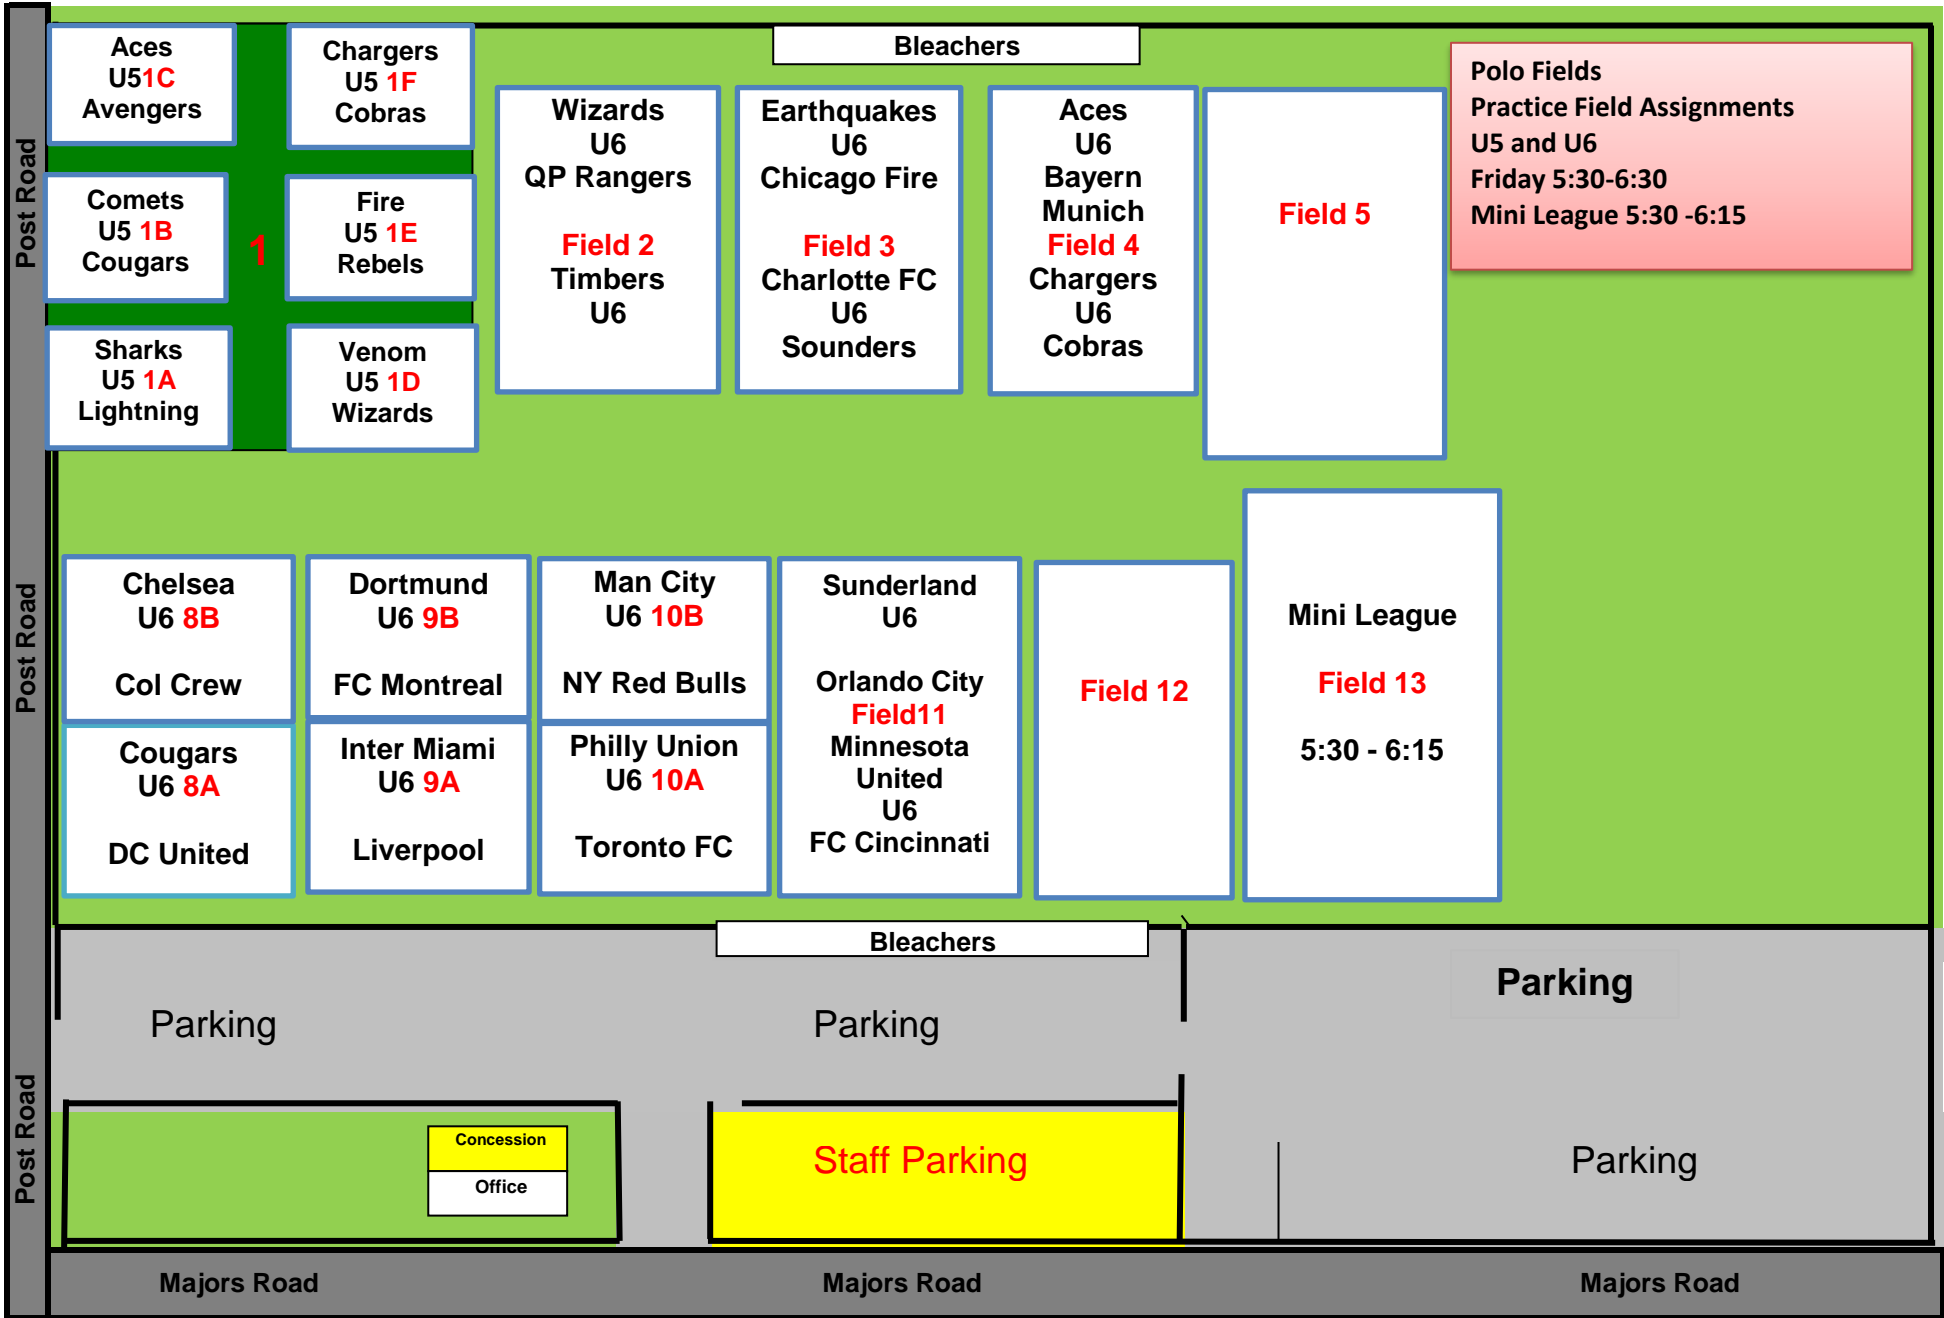 Bleachers
Aces
U51C
Avengers
Chargers
U5 1F
Cobras
Comets
U5 1B
Cougars
1
Fire
U5 1E
Rebels
Sharks
U5 1A
Lightning
Venom
U5 1D
Wizards
Wizards
U6
QP Rangers
Field 2
Timbers
U6
Earthquakes
U6
Chicago Fire
Field 3
Charlotte FC
U6
Sounders
Aces
U6
Bayern
Munich
Field 4
Chargers
U6
Cobras
Field 5
Polo Fields
Practice Field Assignments
U5 and U6
Friday 5:30-6:30
Mini League 5:30 -6:15
Post Road
Post Road
Post Road
Chelsea
U6 8B
Col Crew
Cougars
U6 8A
DC United
Dortmund
U6 9B
FC Montreal
Inter Miami
U6 9A
Liverpool
Man City
U6 10B
NY Red Bulls
Philly Union
U6 10A
Toronto FC
Sunderland
U6
Orlando City
Field11
Minnesota
United
U6
FC Cincinnati
Field 12
Mini League
Field 13
5:30 - 6:15
Bleachers
Parking
Parking
Parking
Concession
Office
Staff Parking
Parking
Majors Road
Majors Road
Majors Road